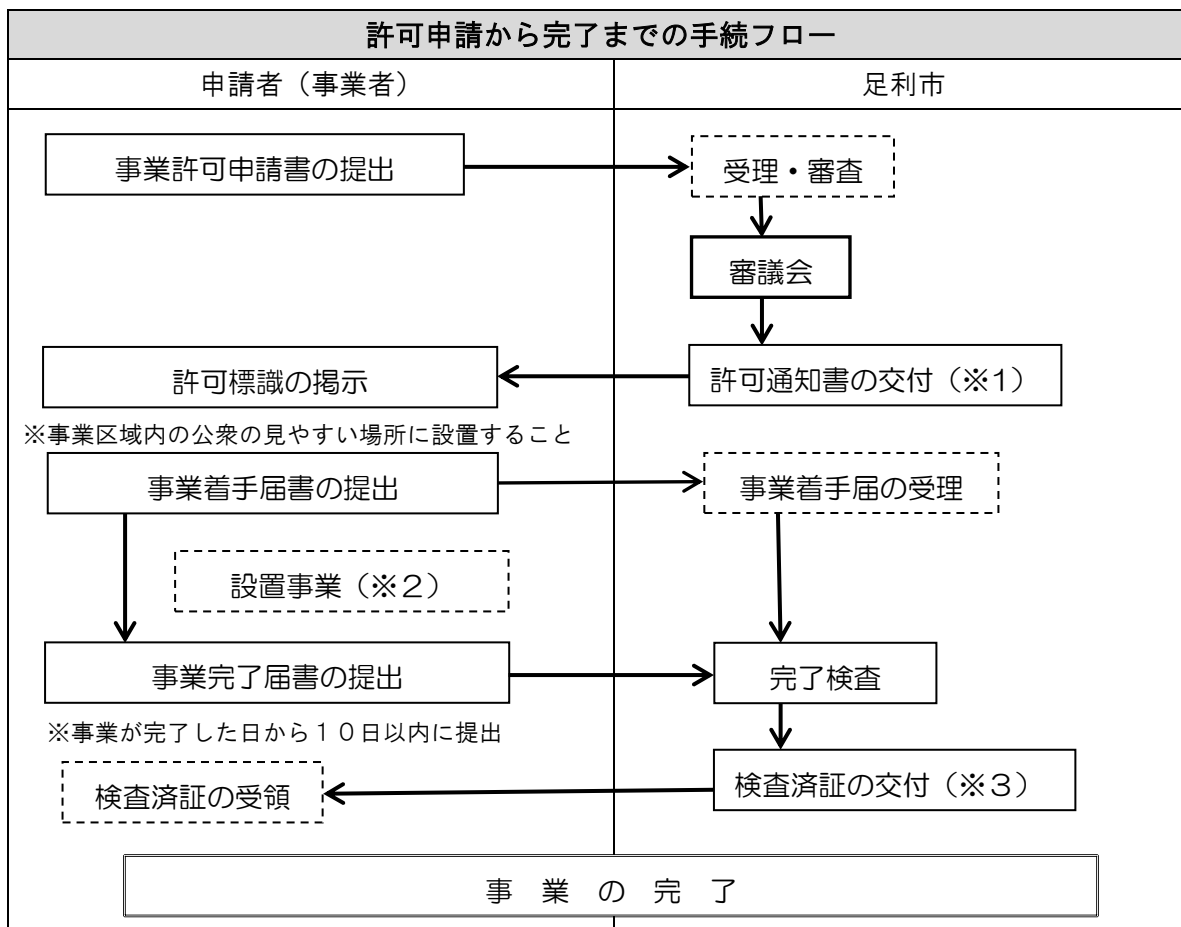 許可申請から完了までの手続フロー
申請者（事業者）
足利市
事業許可申請書の提出
受理・審査
審議会
許可標識の掲示
許可通知書の交付（※1）
※事業区域内の公衆の見やすい場所に設置すること
事業着手届書の提出
事業着手届の受理
設置事業（※２）
事業完了届書の提出
完了検査
※事業が完了した日から１０日以内に提出
検査済証の受領
検査済証の交付（※３）
事　業　の　完　了